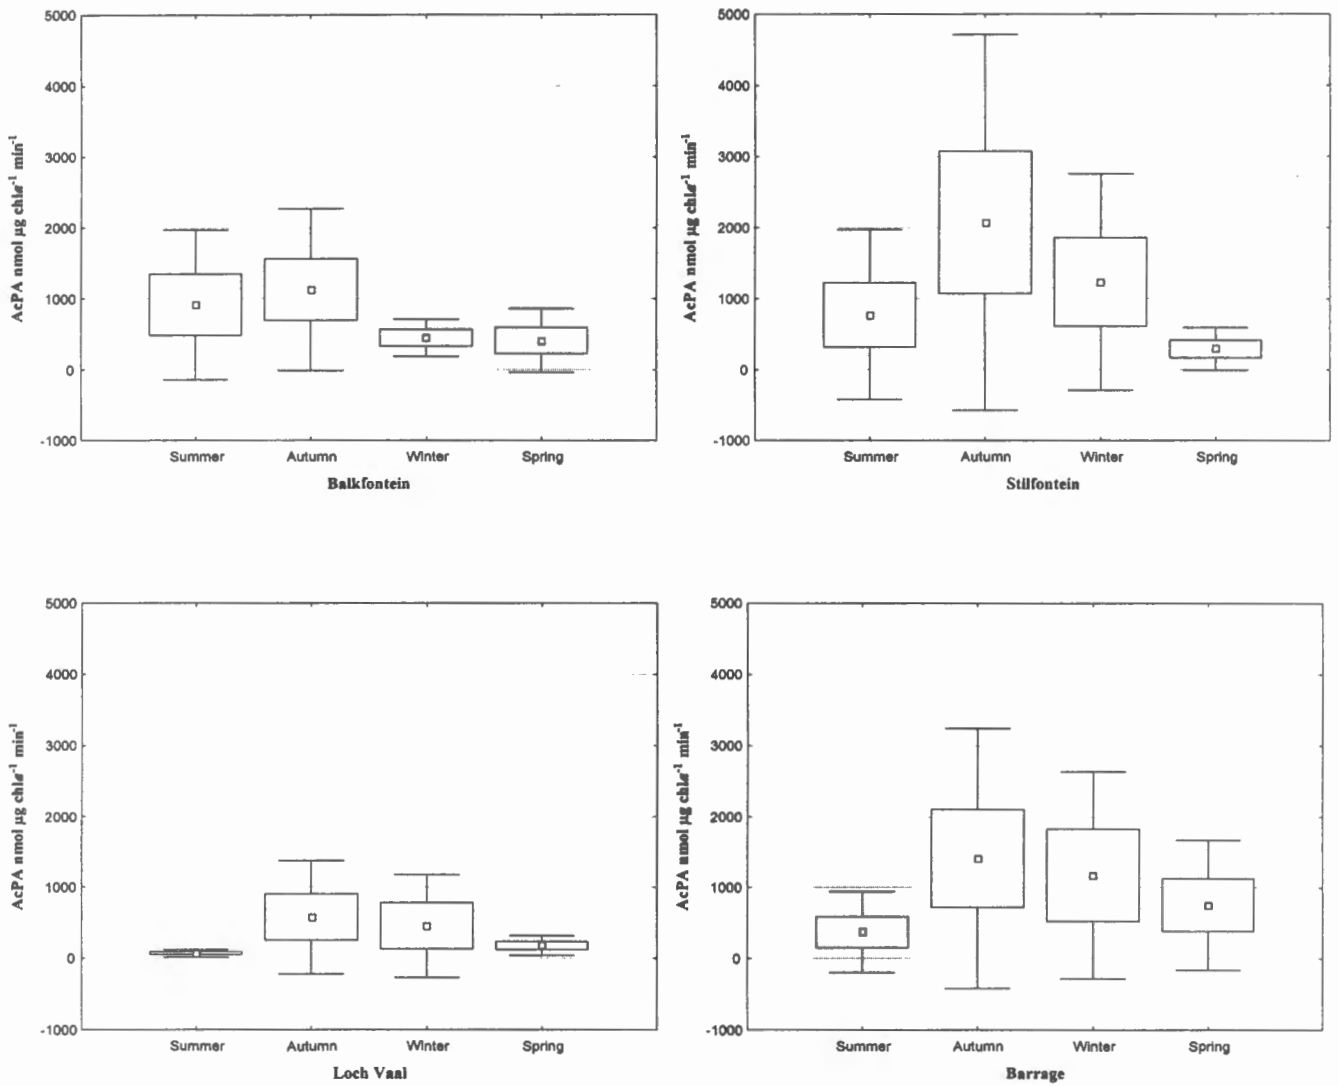 5000
4000
3000
2000
1000
0
-1000
AcPA nmol µg chla⁻¹ min⁻¹
Summer Autumn Winter Spring
Balkfontein
5000
4000
3000
2000
1000
0
-1000
AcPA nmol µg chla⁻¹ min⁻¹
Summer Autumn Winter Spring
Stilfontein
5000
4000
3000
2000
1000
0
-1000
AcPA nmol µg chla⁻¹ min⁻¹
Summer Autumn Winter Spring
Loch Vaal
5000
4000
3000
2000
1000
0
-1000
AcPA nmol µg chla⁻¹ min⁻¹
Summer Autumn Winter Spring
Barrage